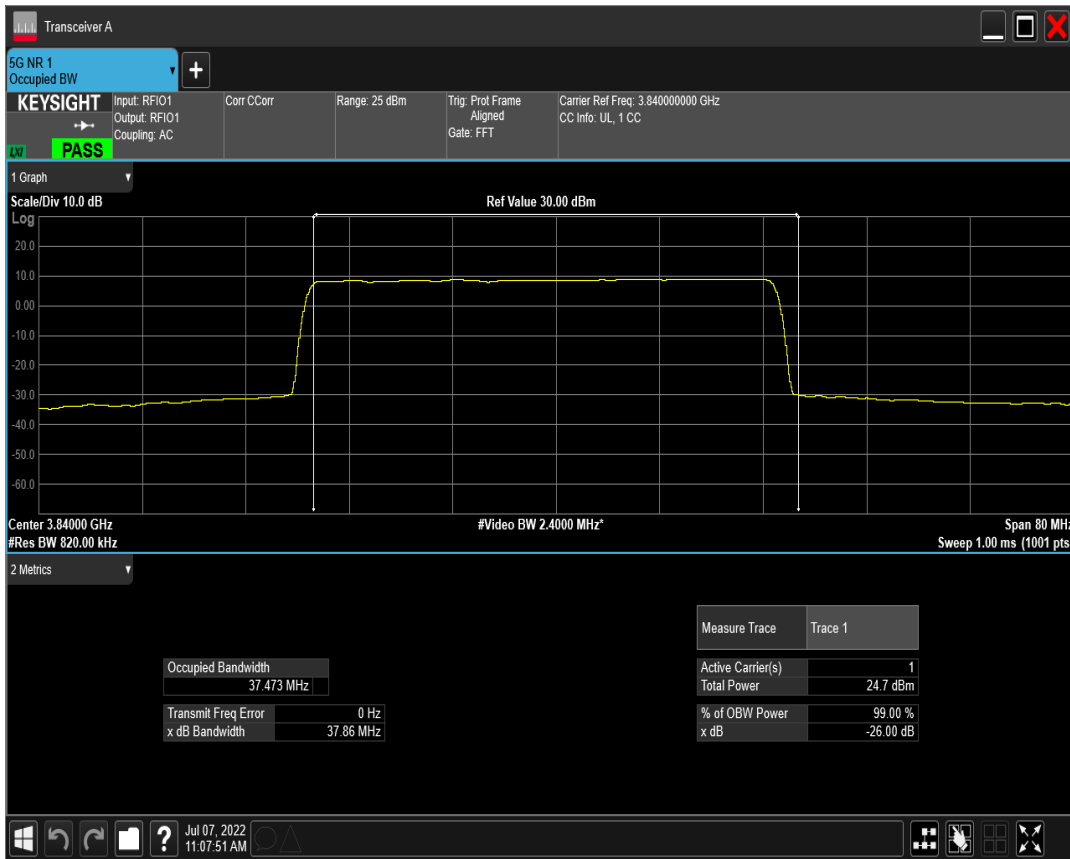 Transceiver A
5G NR 1
Occupied BW
+
KEYSIGHT
LXI
PASS
Input: RFIO1
Output: RFIO1
Coupling: AC
Corr CCorr
Range: 25 dBm
Trig: Prot Frame
Aligned
Gate: FFT
Carrier Ref Freq: 3.840000000 GHz
CC Info: UL, 1 CC
1 Graph
Scale/Div 10.0 dB
Ref Value 30.00 dBm
Log
20.0
10.0
0.00
-10.0
-20.0
-30.0
-40.0
-50.0
-60.0
Center 3.84000 GHz
#Video BW 2.4000 MHz*
Span 80 MHz
#Res BW 820.00 kHz
Sweep 1.00 ms (1001 pts
2 Metrics
Measure Trace Trace 1
Occupied Bandwidth
37.473 MHz
Active Carrier(s) 1
Total Power 24.7 dBm
Transmit Freq Error 0 Hz
x dB Bandwidth 37.86 MHz
% of OBW Power 99.00 %
x dB -26.00 dB
?
Jul 07, 2022
11:07:51 AM